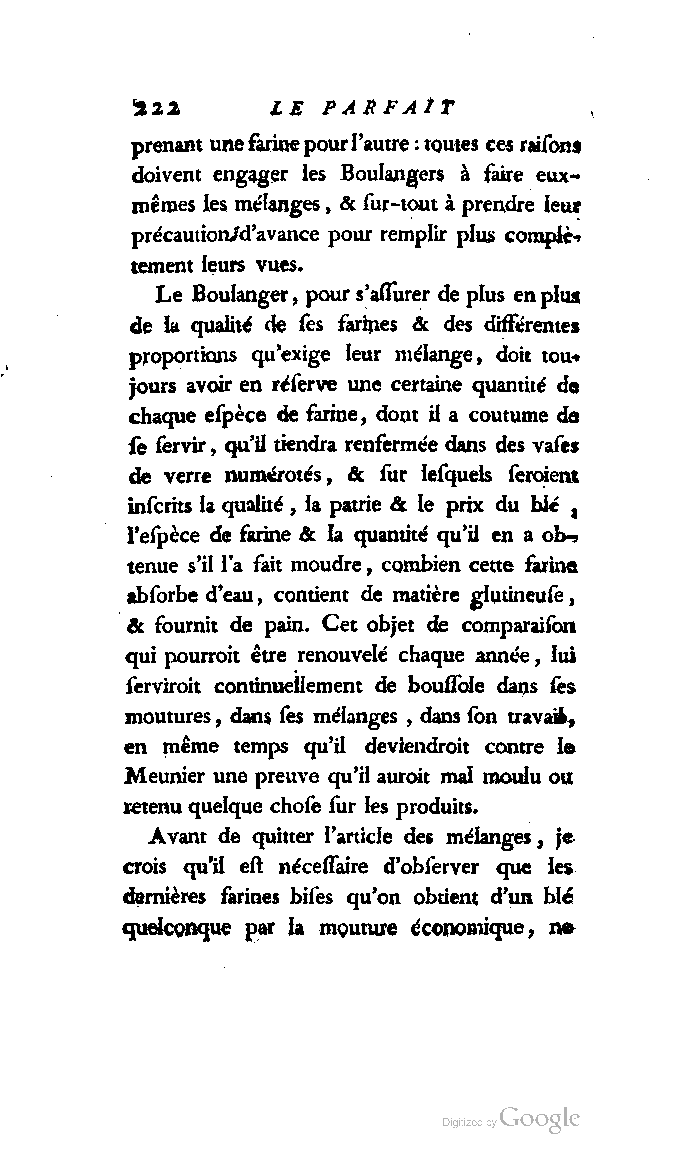 222 LE PARFAIT
prenant une farine pour l'autre : toutes ces raiſons
doivent engager les Boulangers à faire eux-
mêmes les mélanges, & ſur-tout à prendre leur
précaution d'avance pour remplir plus complè-
tement leurs vues.
Le Boulanger, pour s'aſſurer de plus en plus
de la qualité de ſes farines & des différentes
proportions qu'exige leur mélange, doit tou-
jours avoir en réſerve une certaine quantité de
chaque eſpèce de farine, dont il a coutume de
ſe ſervir, qu'il tiendra renfermée dans des vaſes
de verre numérotés, & ſur leſquels ſeroient
inſcrits la qualité, la patrie & le prix du blé,
l'eſpèce de farine & la quantité qu'il en a ob-
tenue s'il l'a fait moudre, combien cette farine
abſorbe d'eau, contient de matière glutineuſe,
& fournit de pain. Cet objet de comparaiſon
qui pourroit être renouvelé chaque année, lui
ſerviroit continuellement de bouſſole dans ſes
moutures, dans ſes mélanges, dans ſon travail,
en même temps qu'il deviendroit contre le
Meunier une preuve qu'il auroit mal moulu ou
retenu quelque choſe ſur les produits.
Avant de quitter l'article des mélanges, je
crois qu'il eſt néceſſaire d'obſerver que les
dernières farines biſes qu'on obtient d'un blé
quelconque par la mouture économique, ne
Digitized by Google